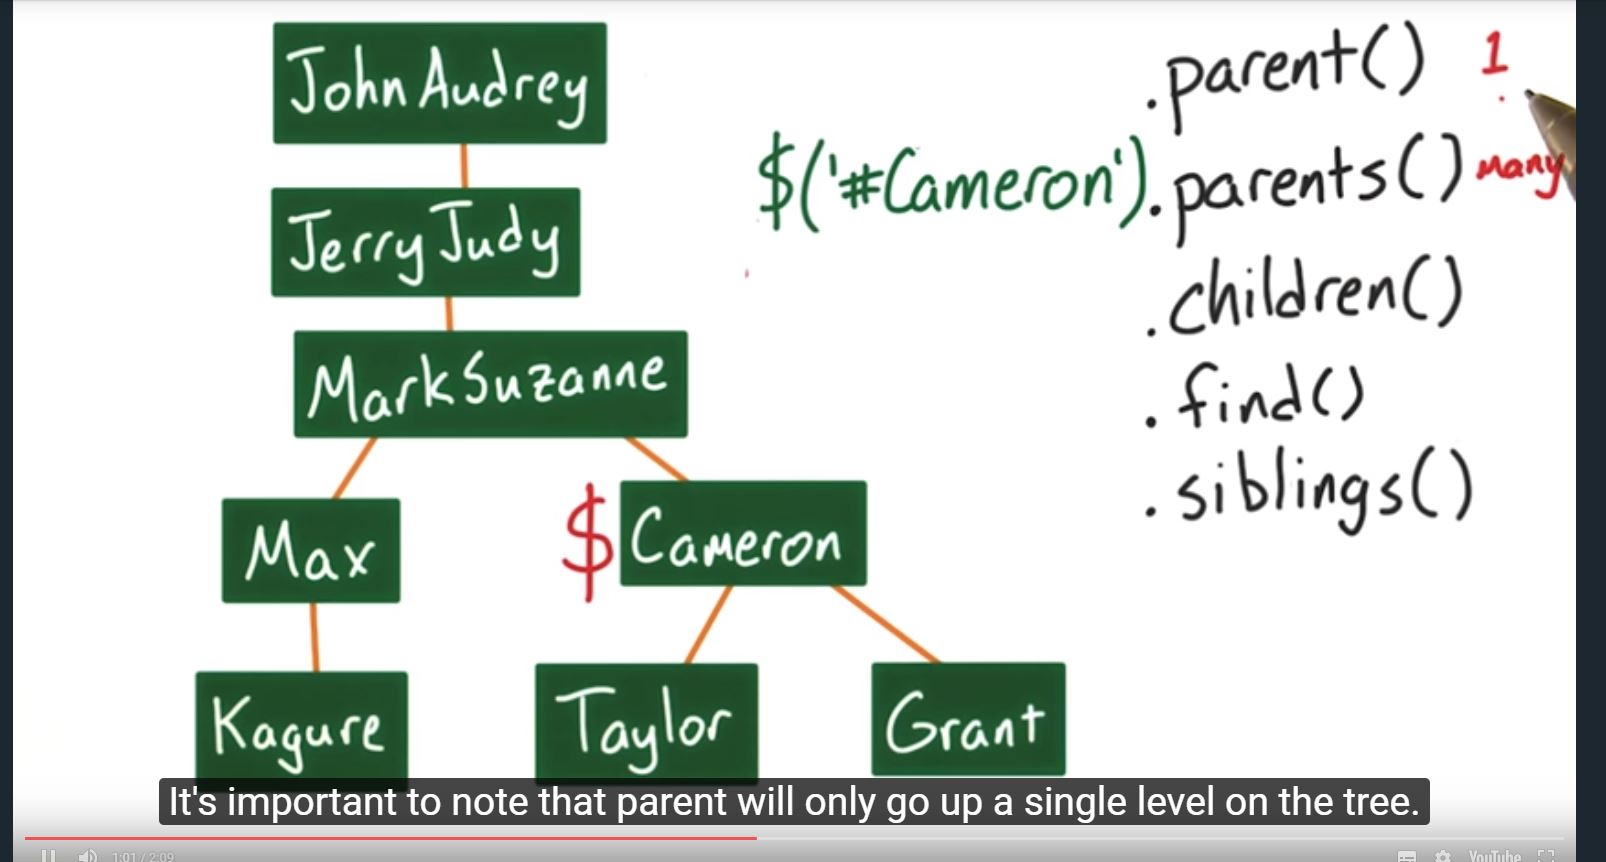 John Audrey
Jerry Judy
Mark Suzanne
Max
$ Cameron
Kagure
Taylor
Grant
.parent() 1
$('#Cameron').parents() many
.children()
.find()
.siblings()
It's important to note that parent will only go up a single level on the tree.
1:01 / 2:09
YouTube